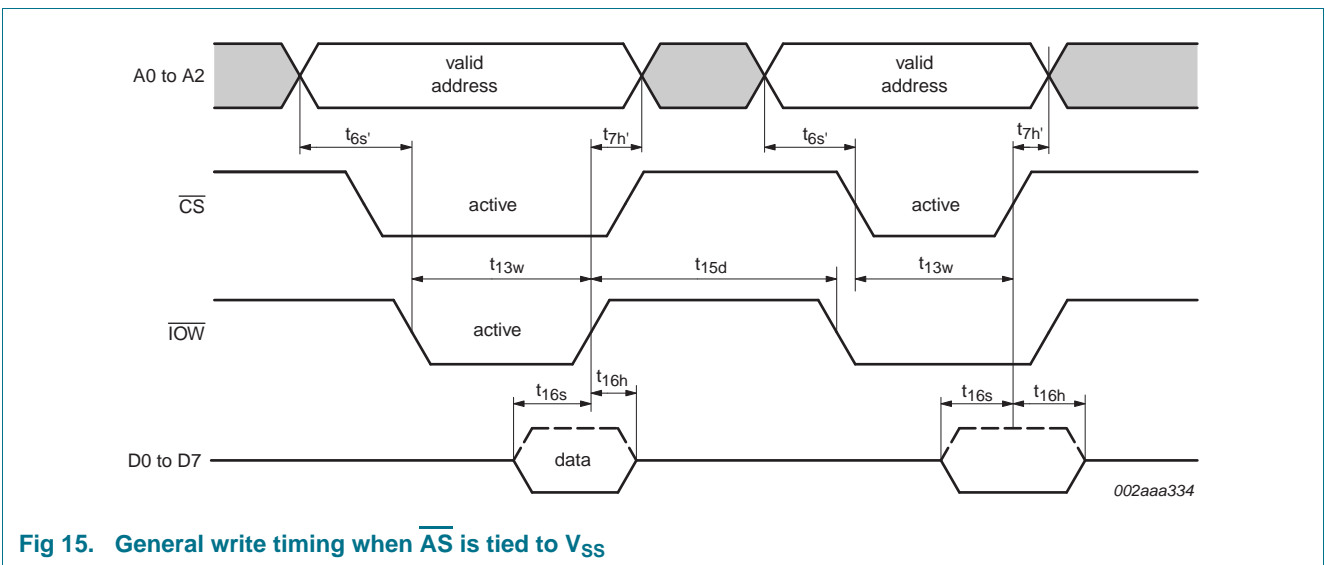 A0 to A2
valid
address
valid
address
t6s'
t7h'
t6s'
t7h'
CS
active
active
t13w
t15d
t13w
IOW
active
t16s
t16h
t16s
t16h
D0 to D7
data
002aaa334
Fig 15. General write timing when AS is tied to VSS